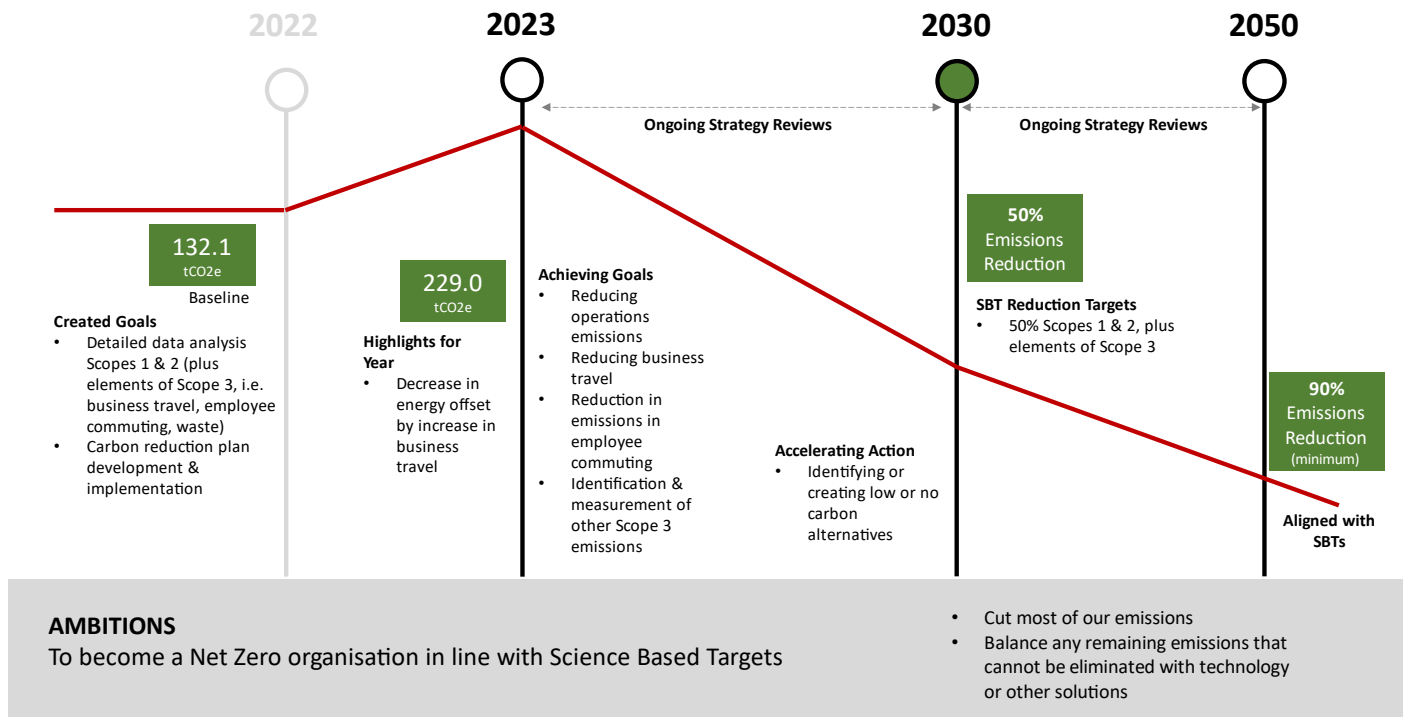 2022
2023
2030
2050
Ongoing Strategy Reviews
Ongoing Strategy Reviews
132.1
tCO2e
Baseline
Created Goals
• Detailed data analysis
Scopes 1 & 2 (plus
elements of Scope 3, i.e.
business travel, employee
commuting, waste)
• Carbon reduction plan
development &
implementation
229.0
tCO2e
Highlights for
Year
• Decrease in
energy offset
by increase in
business
travel
Achieving Goals
• Reducing
operations
emissions
• Reducing business
travel
• Reduction in
emissions in
employee
commuting
• Identification &
measurement of
other Scope 3
emissions
Accelerating Action
• Identifying or
creating low or no
carbon
alternatives
50%
Emissions
Reduction
SBT Reduction Targets
• 50% Scopes 1 & 2, plus
elements of Scope 3
90%
Emissions
Reduction
(minimum)
Aligned with
SBTs
AMBITIONS
To become a Net Zero organisation in line with Science Based Targets
• Cut most of our emissions
• Balance any remaining emissions that
cannot be eliminated with technology
or other solutions